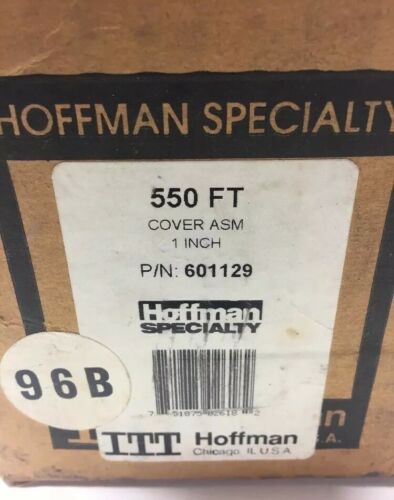 HOFFMAN SPECIALTY
550 FT
COVER ASM
1 INCH
P/N: 601129
Hoffman
SPECIALTY
96B
ITT Hoffman
Chicago, IL U.S.A.